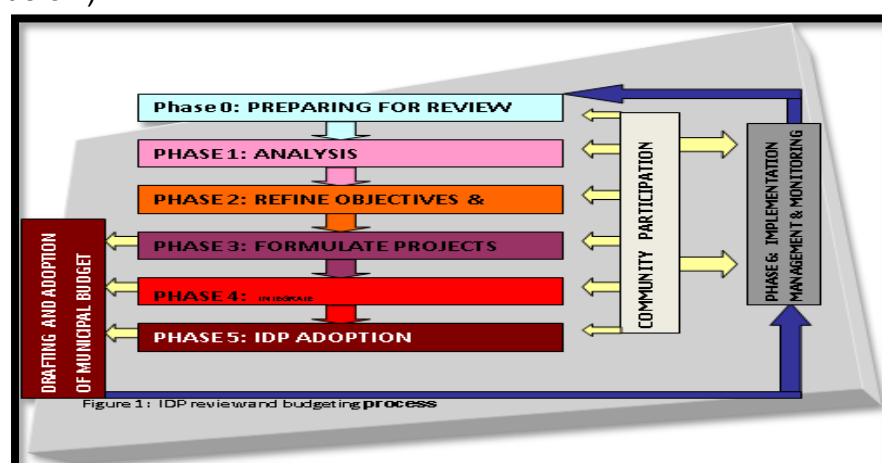 Phase 0: PREPARING FOR REVIEW
PHASE 1: ANALYSIS
PHASE 2: REFINE OBJECTIVES &
PHASE 3: FORMULATE PROJECTS
PHASE 4: INTEGRATE
PHASE 5: IDP ADOPTION
DRAFTING AND ADOPTION
OF MUNICIPAL BUDGET
COMMUNITY PARTICIPATION
PHASE & IMPLEMENTATION
MANAGEMENT & MONITORING
Figure 1: IDP review and budgeting process